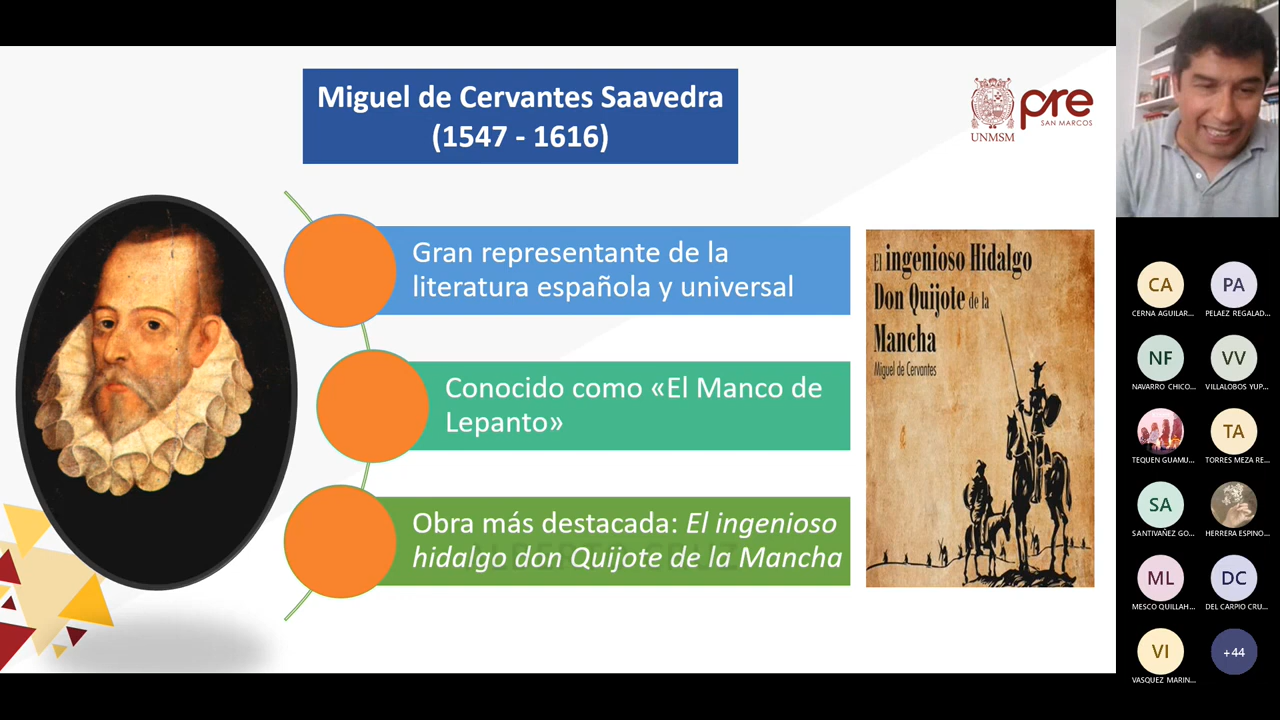 Miguel de Cervantes Saavedra
(1547 - 1616)
UNMSM
pre
SAN MARCOS
Gran representante de la
literatura española y universal
Conocido como «El Manco de
Lepanto»
Obra más destacada: El ingenioso
hidalgo don Quijote de la Mancha
El ingenioso Hidalgo
Don Quijote de la
Mancha
Miguel de Cervantes
CA
CERNA AGUILAR...
PA
PELAEZ REGALAD...
NF
NAVARRO CHICO...
VV
VILLALOBOS YUP...
TEQUEN GUAMU...
TA
TORRES MEZA RE...
SA
SANTIVAÑEZ GO...
HERRERA ESPINO...
ML
MESCO QUILLAH...
DC
DEL CARPIO CRU...
VI
VASQUEZ MARIN...
+44